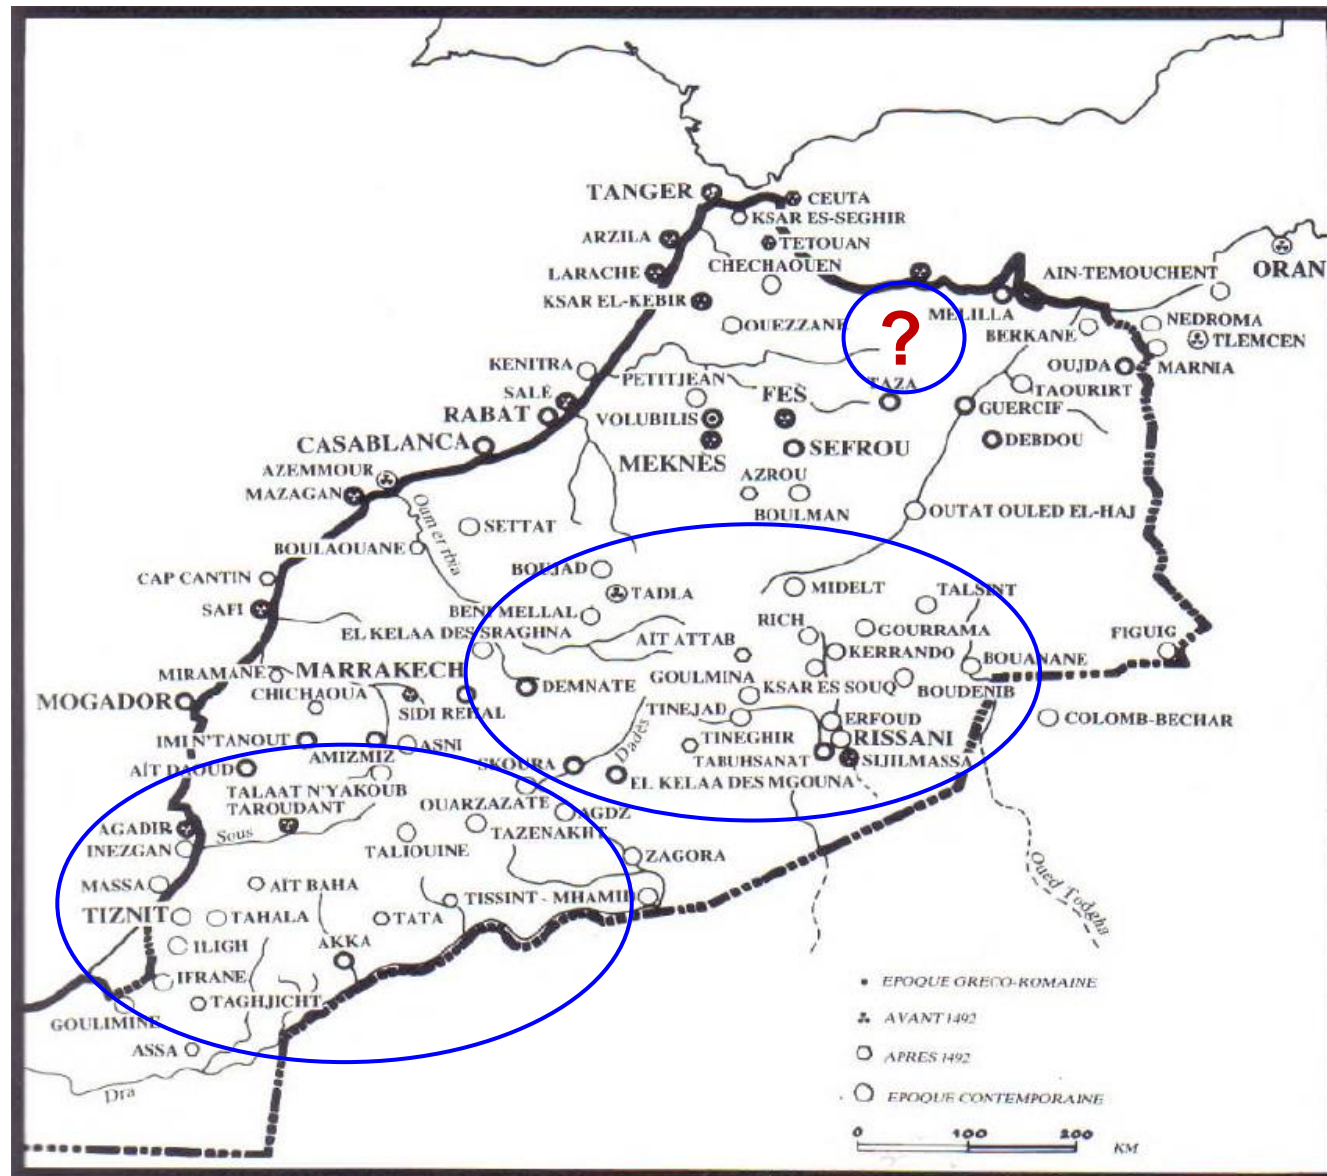 TANGER
CEUTA
KSAR ES-SEGHIR
ARZILA
TETOUAN
CHECHAOUEN
LARACHE
AIN-TEMOUCHENT
ORAN
KSAR EL-KEBIR
MELILLA
OUEZZANE
?
BERKANE
NEDROMA
TLEMCEN
KENITRA
PETITJEAN
OUJDA
MARNIA
SALÉ
FES
TAZA
TAOURIRT
RABAT
VOLUBILIS
GUERCIF
CASABLANCA
MEKNÈS
SEFROU
DEBDOU
AZEMMOUR
AZROU
MAZAGAN
BOULMAN
OUTAT OULED EL-HAJ
Oum er rbia
SETTAT
BOULAOUANE
CAP CANTIN
BOUJAD
MIDELT
TALSINT
TADLA
SAFI
BENI MELLAL
RICH
GOURRAMA
EL KELAA DES SRAGHNA
AÏT ATTAB
FIGUIG
KERRANDO
BOUANANE
MIRAMANE
MARRAKECH
GOULMINA
CHICHAOUA
DEMNATE
KSAR ES SOUQ
BOUDENIB
MOGADOR
SIDI REHAL
TINEJAD
ERFOUD
COLOMB-BECHAR
IMIN'TANOUT
ASNI
Dadès
TINEGHIR
RISSANI
AMIZMIZ
SKOURA
TABUHSANAT
SIJILMASSA
AÏT DAOUD
EL KELAA DES MGOUNA
TALAAT N'YAKOUB
TAROUDANT
OUARZAZATE
AGDZ
AGADIR
Sous
TAZENAKHT
INEZGAN
TALIOUINE
ZAGORA
MASSA
AÏT BAHA
TISSINT - MHAMID
Oued Todgha
TIZNIT
TAHALA
TATA
ILIGH
AKKA
IFRANE
TAGHJICHT
GOULIMINE
ASSA
Dra
EPOQUE GRECO-ROMAINE
AVANT 1492
APRES 1492
EPOQUE CONTEMPORAINE
0 100 200
KM